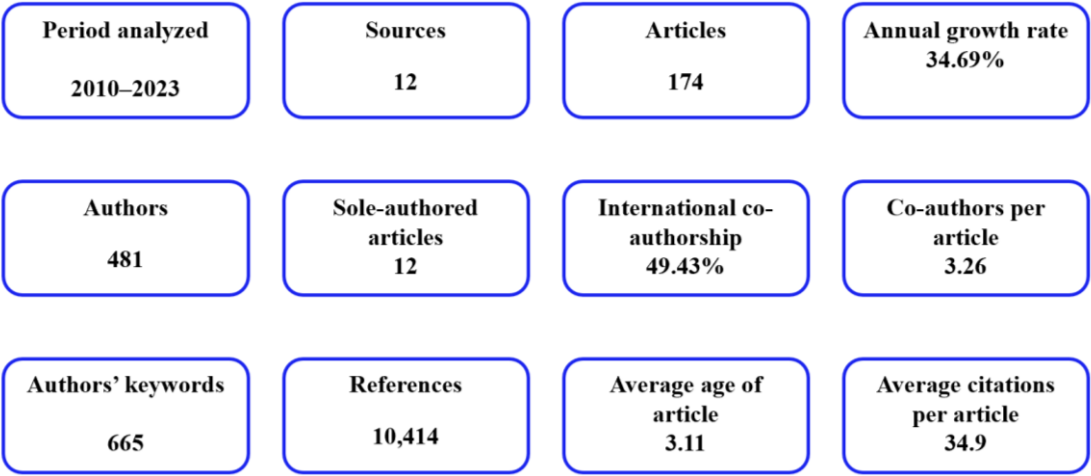 Period analyzed
2010–2023
Sources
12
Articles
174
Annual growth rate
34.69%
Authors
481
Sole-authored
articles
12
International co-
authorship
49.43%
Co-authors per
article
3.26
Authors’ keywords
665
References
10,414
Average age of
article
3.11
Average citations
per article
34.9